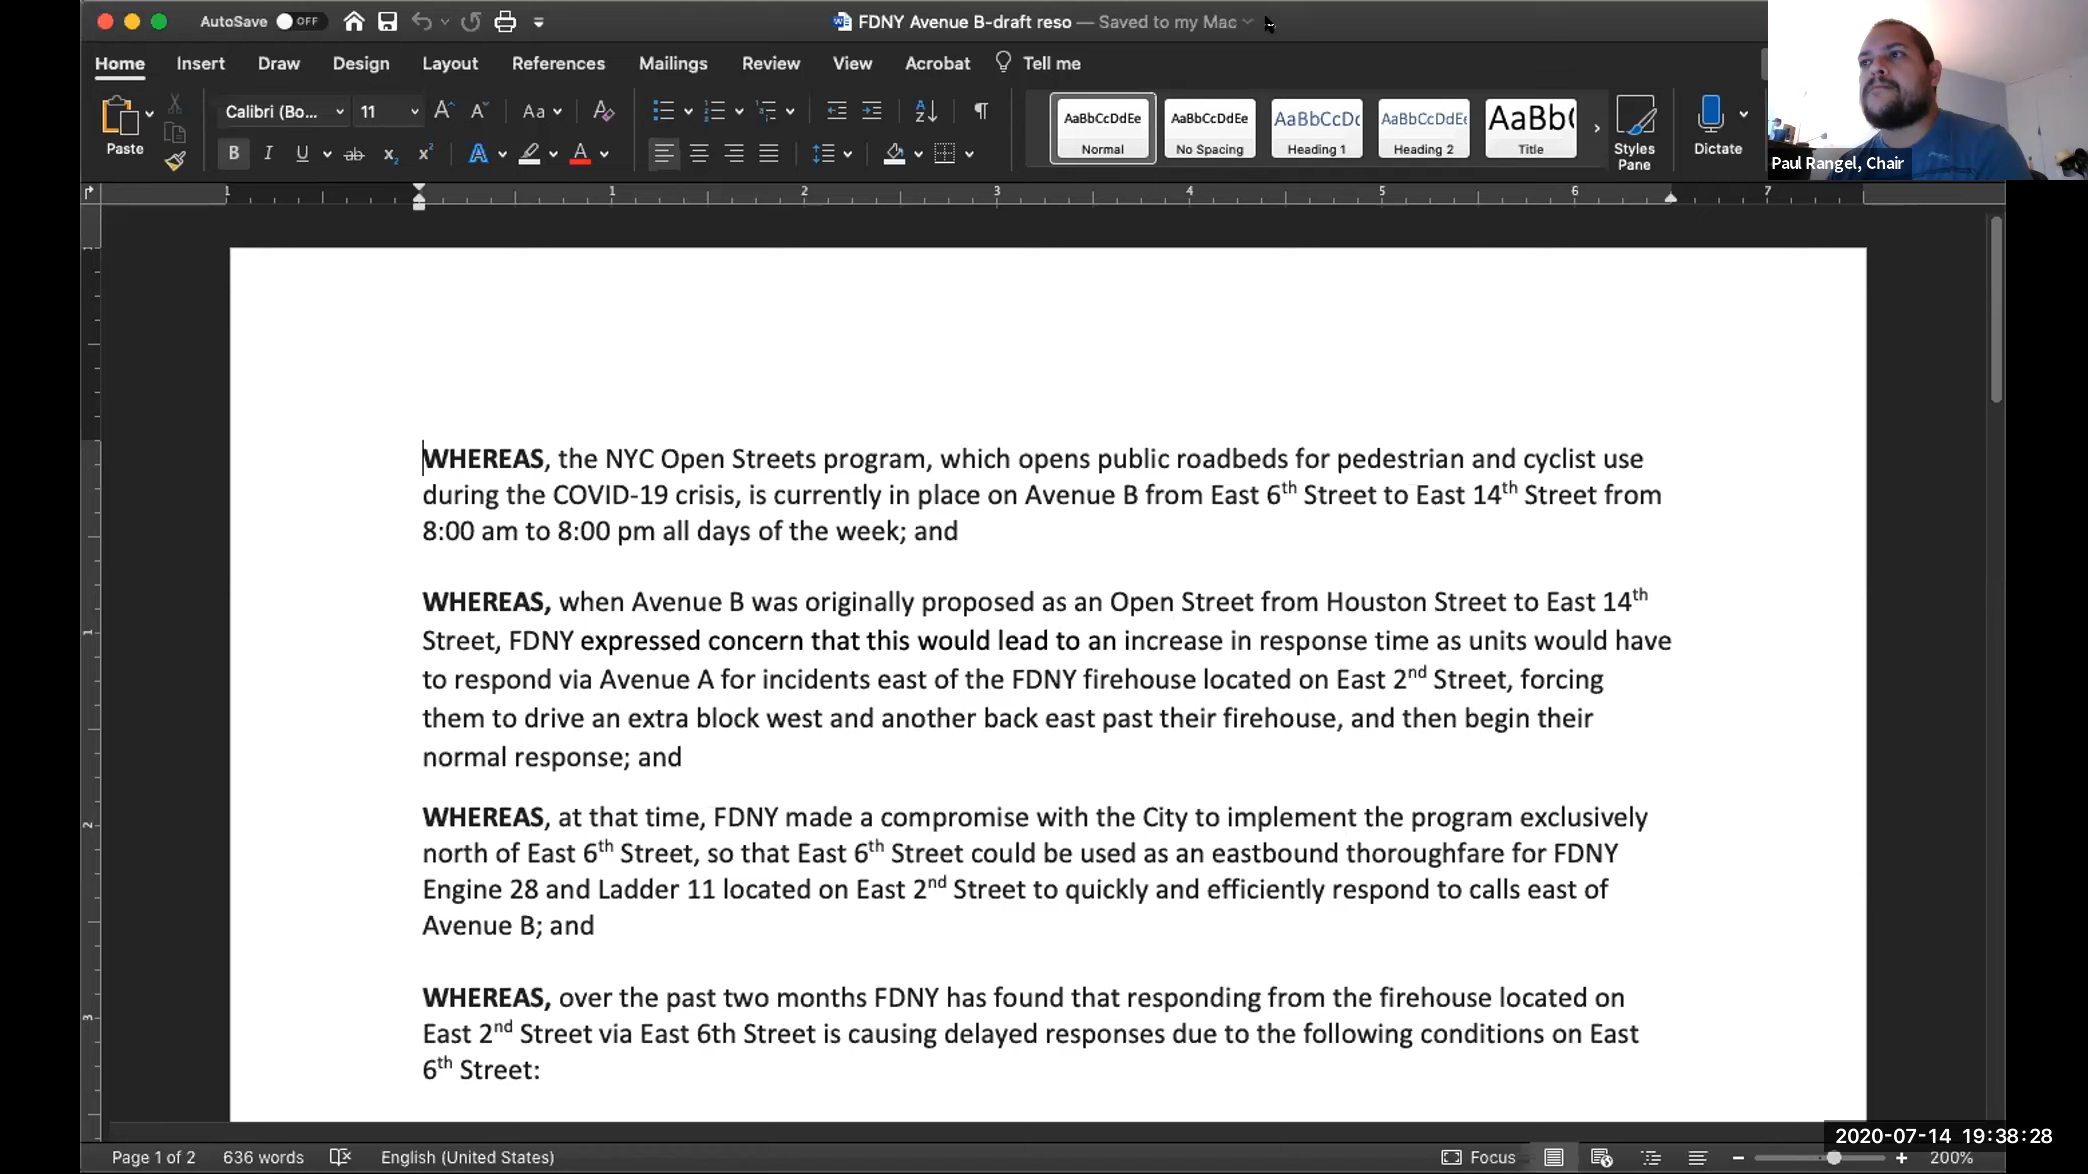 AutoSave OFF FDNY Avenue B-draft reso — Saved to my Mac
Home Insert Draw Design Layout References Mailings Review View Acrobat Tell me
Paste Calibri (Bo... 11 Aa
AaBbCcDdEe AaBbCcDdEe AaBbCcDc AaBbCcDdEe AaBb(
Normal No Spacing Heading 1 Heading 2 Title
Styles
Pane
Dictate
Paul Rangel, Chair
1 1 2 3 4 5 6 7
WHEREAS, the NYC Open Streets program, which opens public roadbeds for pedestrian and cyclist use
during the COVID-19 crisis, is currently in place on Avenue B from East 6th Street to East 14th Street from
8:00 am to 8:00 pm all days of the week; and
WHEREAS, when Avenue B was originally proposed as an Open Street from Houston Street to East 14th
Street, FDNY expressed concern that this would lead to an increase in response time as units would have
to respond via Avenue A for incidents east of the FDNY firehouse located on East 2nd Street, forcing
them to drive an extra block west and another back east past their firehouse, and then begin their
normal response; and
WHEREAS, at that time, FDNY made a compromise with the City to implement the program exclusively
north of East 6th Street, so that East 6th Street could be used as an eastbound thoroughfare for FDNY
Engine 28 and Ladder 11 located on East 2nd Street to quickly and efficiently respond to calls east of
Avenue B; and
WHEREAS, over the past two months FDNY has found that responding from the firehouse located on
East 2nd Street via East 6th Street is causing delayed responses due to the following conditions on East
6th Street:
2020-07-14 19:38:28
Page 1 of 2 636 words English (United States) Focus 200%